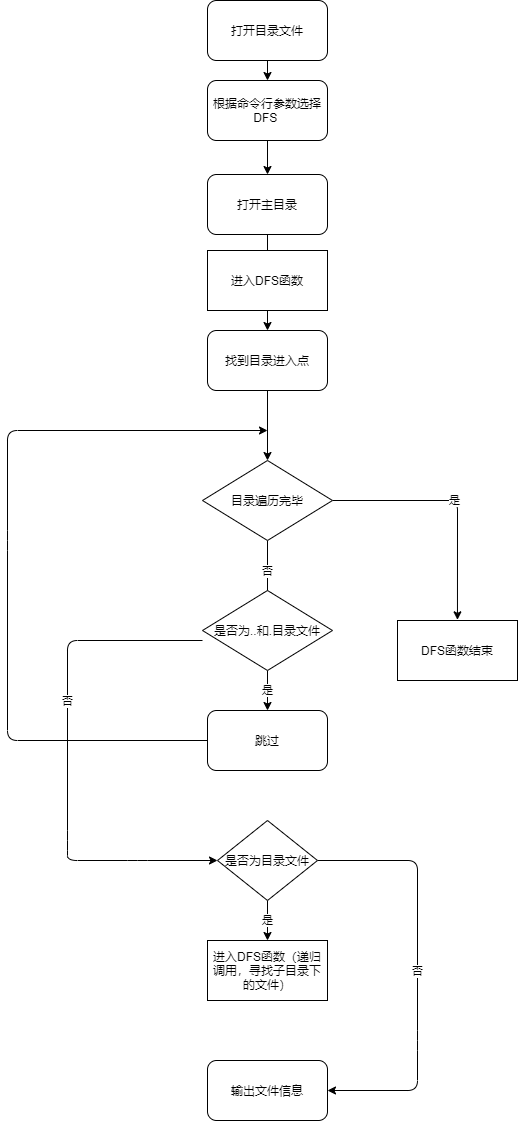 打开目录文件
根据命令行参数选择
DFS
打开主目录
进入DFS函数
找到目录进入点
目录遍历完毕
是
否
是否为..和.目录文件
DFS函数结束
否
是
跳过
是否为目录文件
是
进入DFS函数（递归
调用，寻找子目录下
的文件）
否
输出文件信息